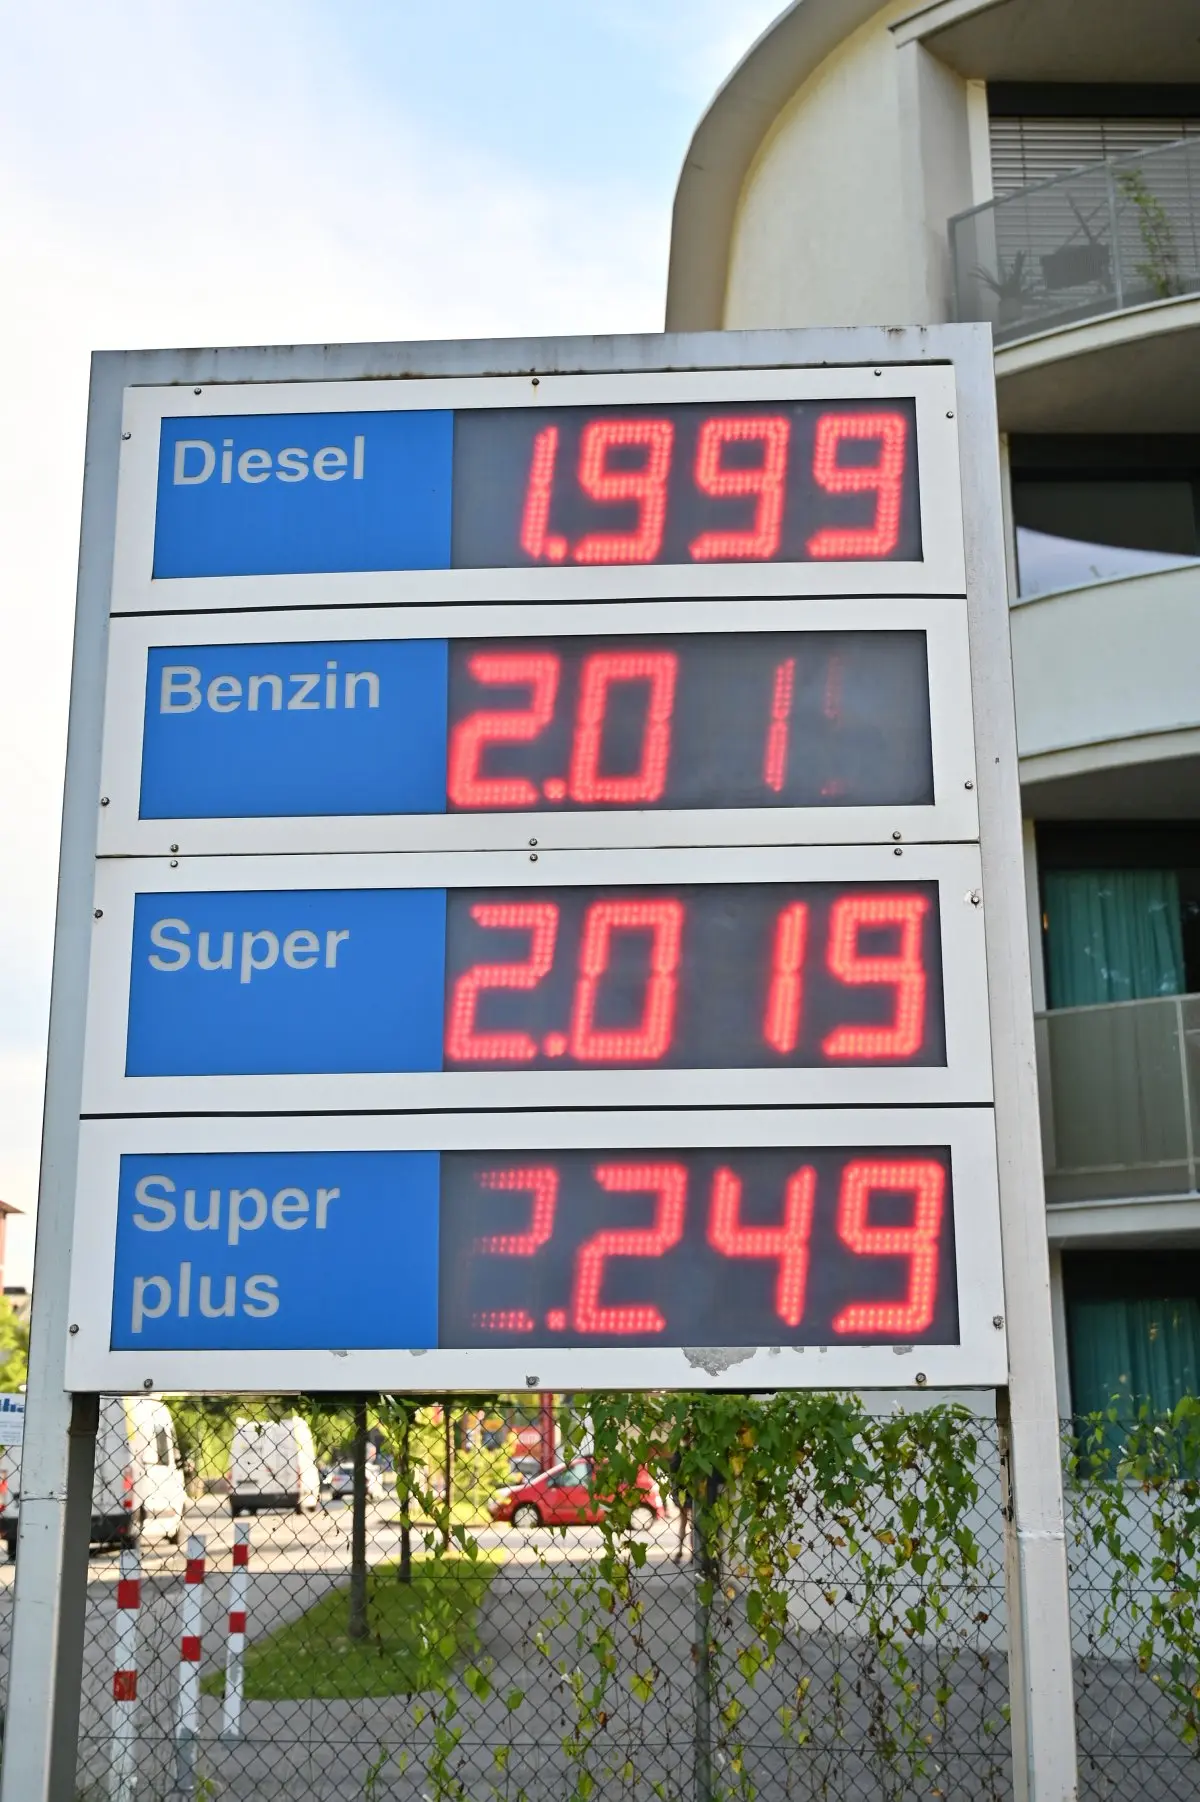 Diesel 1.999
Benzin 2.01
Super 2.019
Super 2.249
plus